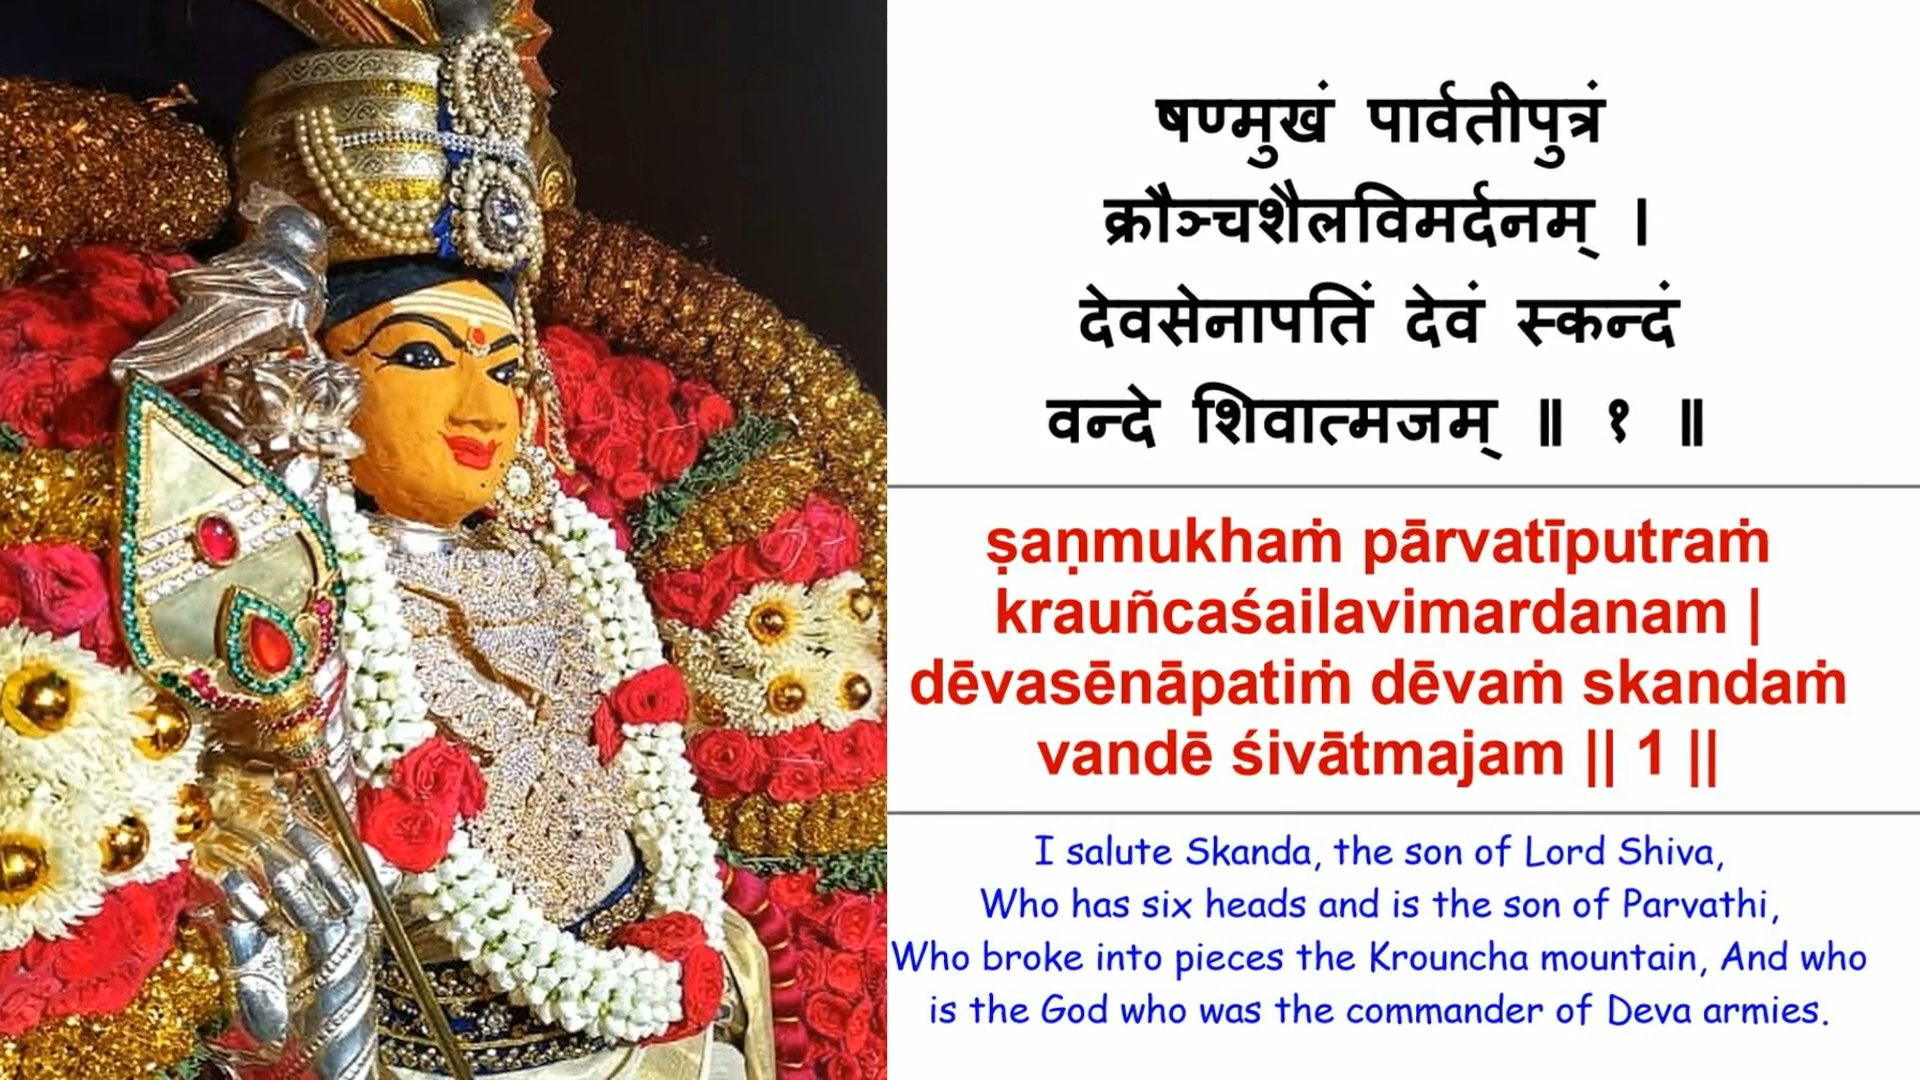 षण्मुखं पार्वतीपुत्रं
क्रौञ्चशैलविमर्दनम् ।
देवसेनापतिं देवं स्कन्दं
वन्दे शिवात्मजम् ॥ १ ॥
ṣaṇmukhaṁ pārvatīputraṁ
krauñcaśailavimardanam |
dēvasēnāpatiṁ dēvaṁ skandaṁ
vandē śivātmajam || 1 ||
I salute Skanda, the son of Lord Shiva,
Who has six heads and is the son of Parvathi,
Who broke into pieces the Krouncha mountain, And who
is the God who was the commander of Deva armies.